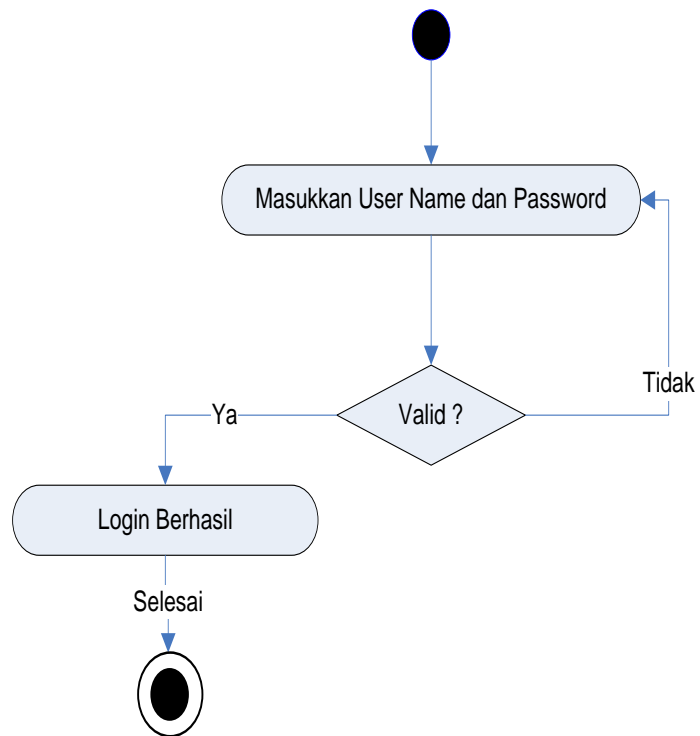 Masukkan User Name dan Password
Valid ?
Tidak
Ya
Login Berhasil
Selesai